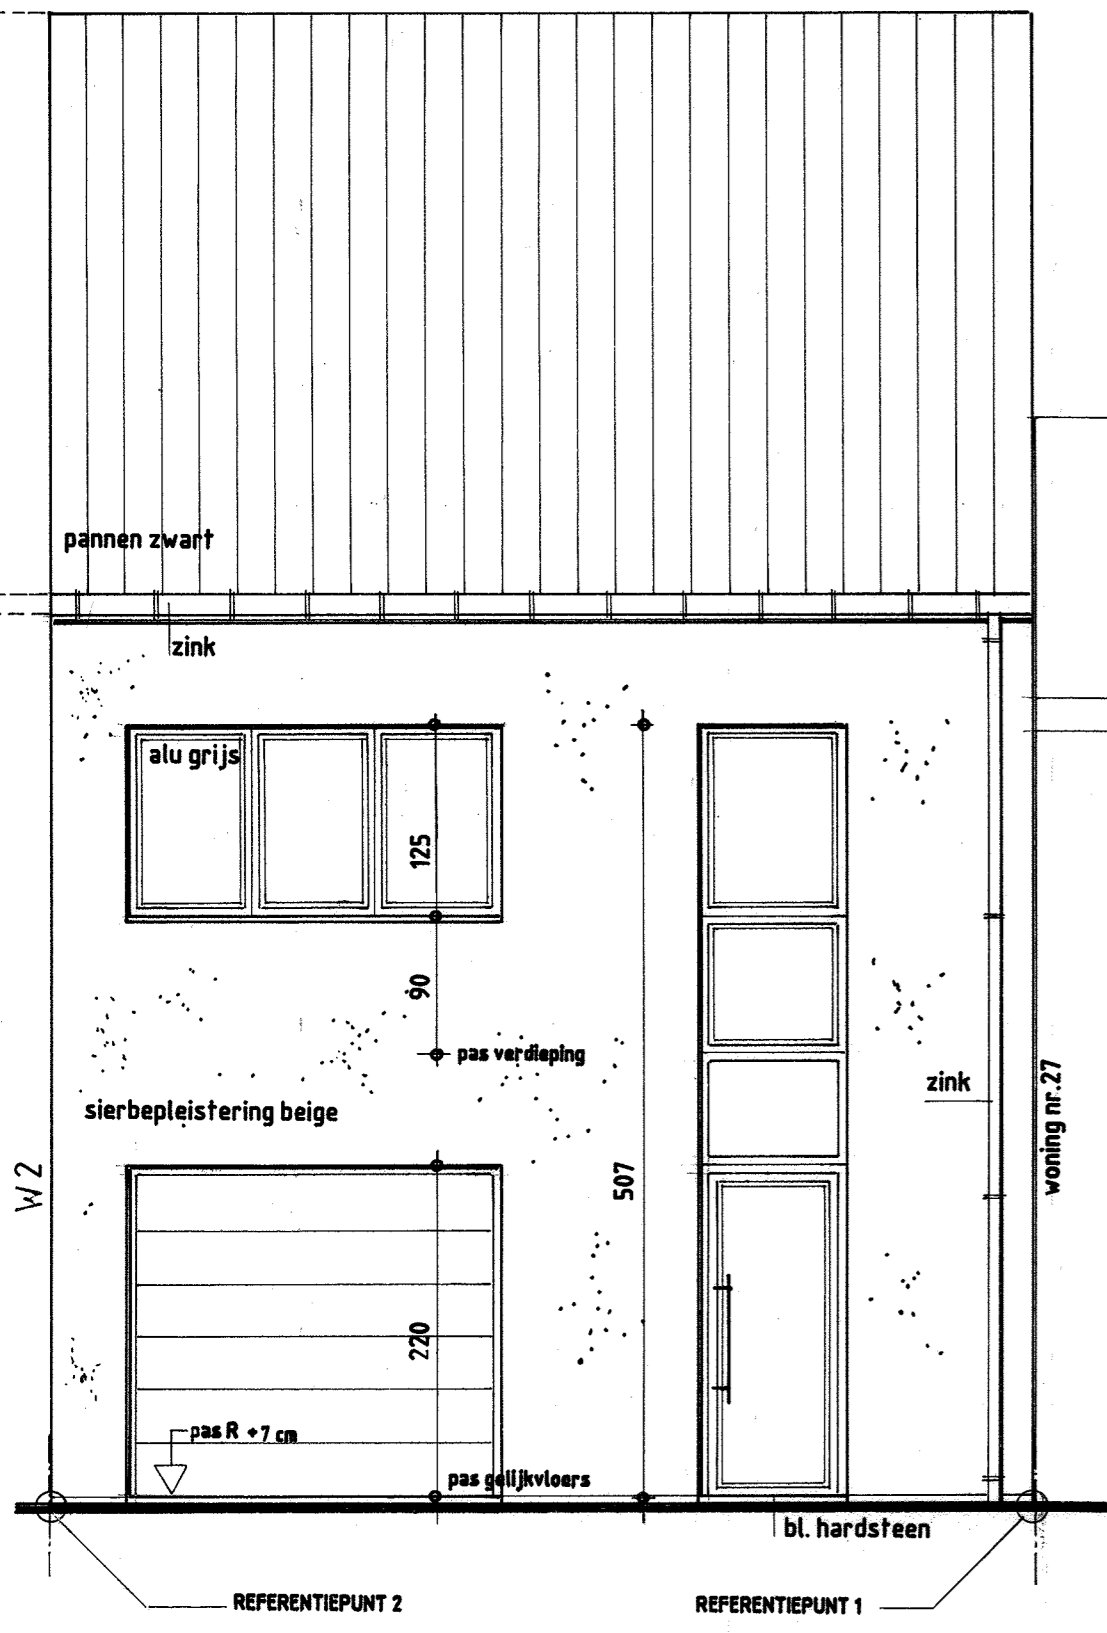 pannen zwart
zink
alu grijs
125
90
pas verdieping
zink
sierbepleistering beige
woning nr.27
W 2
507
220
pas R +7 cm
pas gelijkvloers
bl. hardsteen
REFERENTIEPUNT 2
REFERENTIEPUNT 1